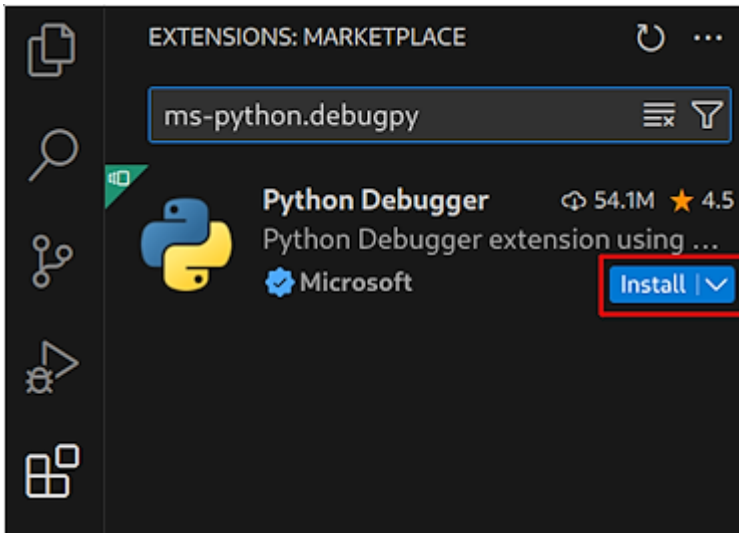 EXTENSIONS: MARKETPLACE
ms-python.debugpy
Python Debugger 54.1M 4.5
Python Debugger extension using ...
Microsoft Install